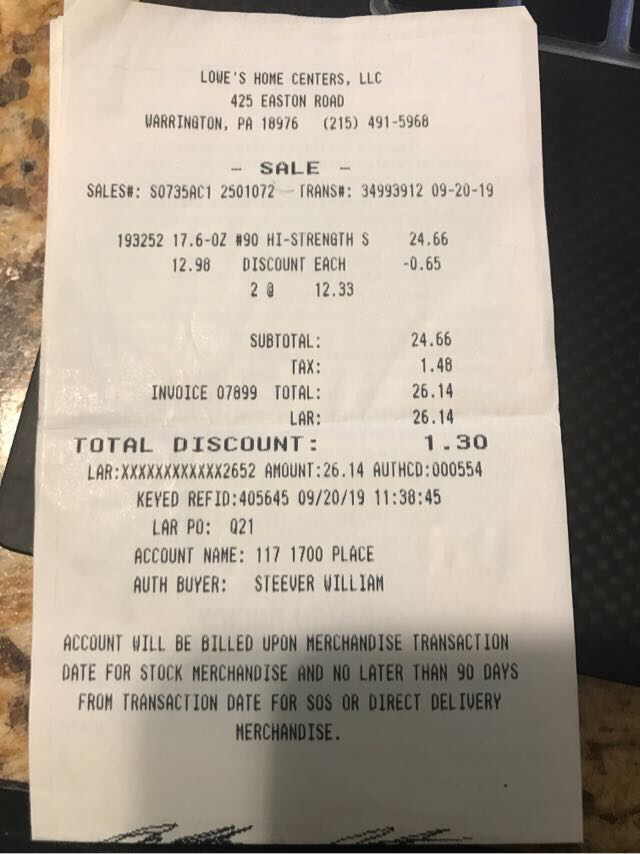 LOWE'S HOME CENTERS, LLC
425 EASTON ROAD
WARRINGTON, PA 18976 (215) 491-5968
- SALE -
SALES#: S0735AC1 2501072 TRANS#: 34993912 09-20-19
193252 17.6-OZ #90 HI-STRENGTH S 24.66
12.98 DISCOUNT EACH -0.65
2 @ 12.33
SUBTOTAL: 24.66
TAX: 1.48
INVOICE 07899 TOTAL: 26.14
LAR: 26.14
TOTAL DISCOUNT: 1.30
LAR:XXXXXXXXXXXX2652 AMOUNT:26.14 AUTHCD:000554
KEYED REFID:405645 09/20/19 11:38:45
LAR PO: Q21
ACCOUNT NAME: 117 1700 PLACE
AUTH BUYER: STEEVER WILLIAM
ACCOUNT WILL BE BILLED UPON MERCHANDISE TRANSACTION
DATE FOR STOCK MERCHANDISE AND NO LATER THAN 90 DAYS
FROM TRANSACTION DATE FOR SOS OR DIRECT DELIVERY
MERCHANDISE.